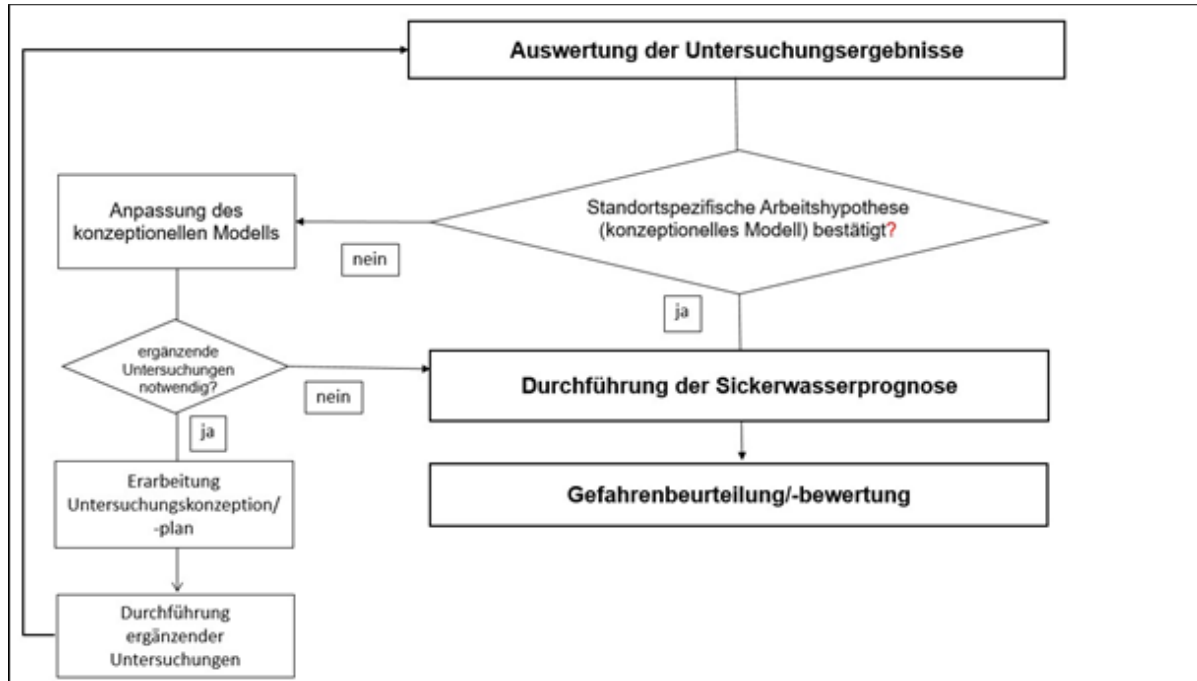 Auswertung der Untersuchungsergebnisse
Standortspezifische Arbeitshypothese
(konzeptionelles Modell) bestätigt?
Anpassung des
konzeptionellen Modells
nein
ja
ergänzende
Untersuchungen
notwendig?
nein
ja
Durchführung der Sickerwasserprognose
Gefahrenbeurteilung/-bewertung
Erarbeitung
Untersuchungskonzeption/
-plan
Durchführung
ergänzender
Untersuchungen